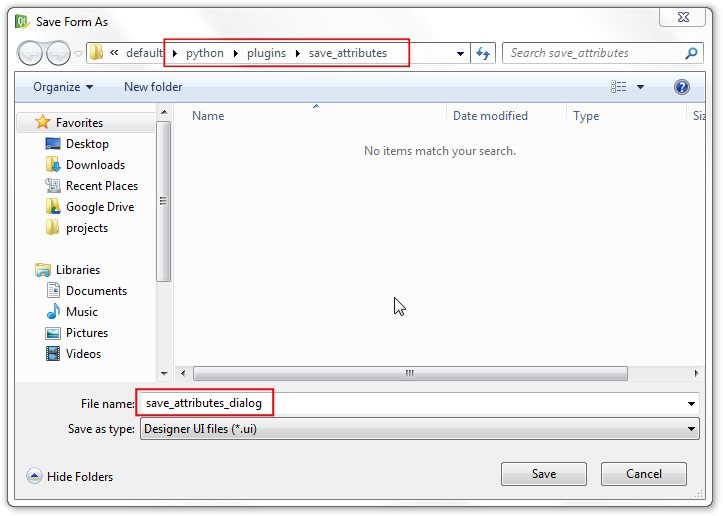 Save Form As
« default ▸ python ▸ plugins ▸ save_attributes
Search save_attributes
Organize
New folder
Name
Date modified
Type
Siz
Favorites
Desktop
Downloads
Recent Places
Google Drive
projects
Libraries
Documents
Music
Pictures
Videos
No items match your search.
File name: save_attributes_dialog
Save as type: Designer UI files (*.ui)
Hide Folders
Save
Cancel